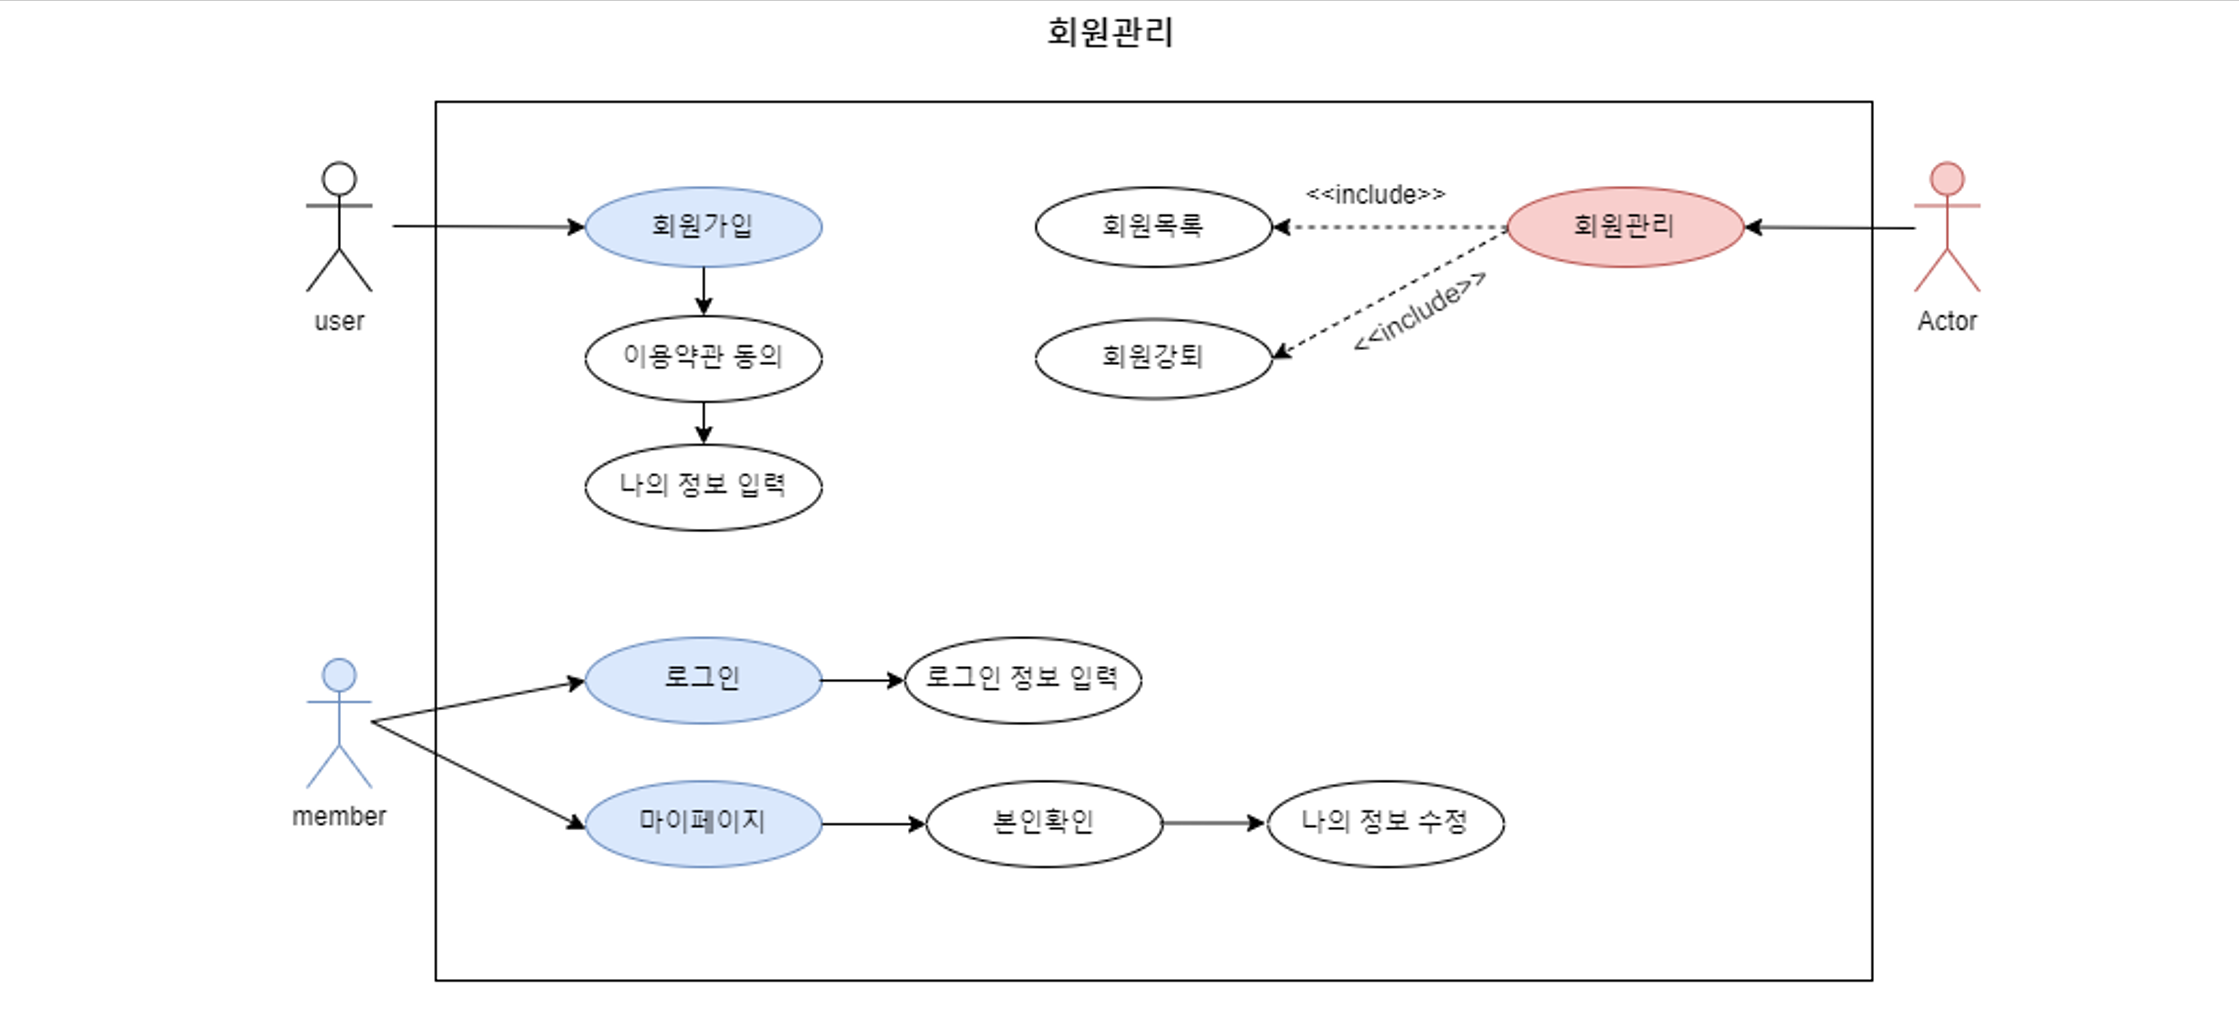 회원관리
user
회원가입
이용약관 동의
나의 정보 입력
회원목록
<<include>>
회원관리
<<include>>
회원강퇴
Actor
member
로그인
로그인 정보 입력
마이페이지
본인확인
나의 정보 수정